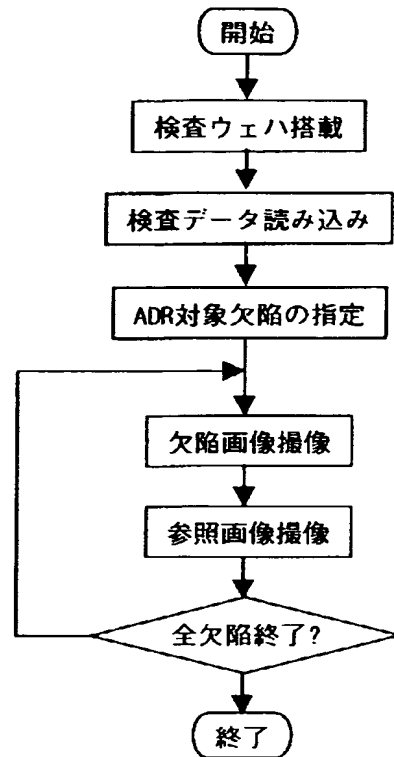 開始
検査ウェハ搭載
検査データ読み込み
ADR対象欠陥の指定
欠陥画像撮像
参照画像撮像
全欠陥終了?
終了